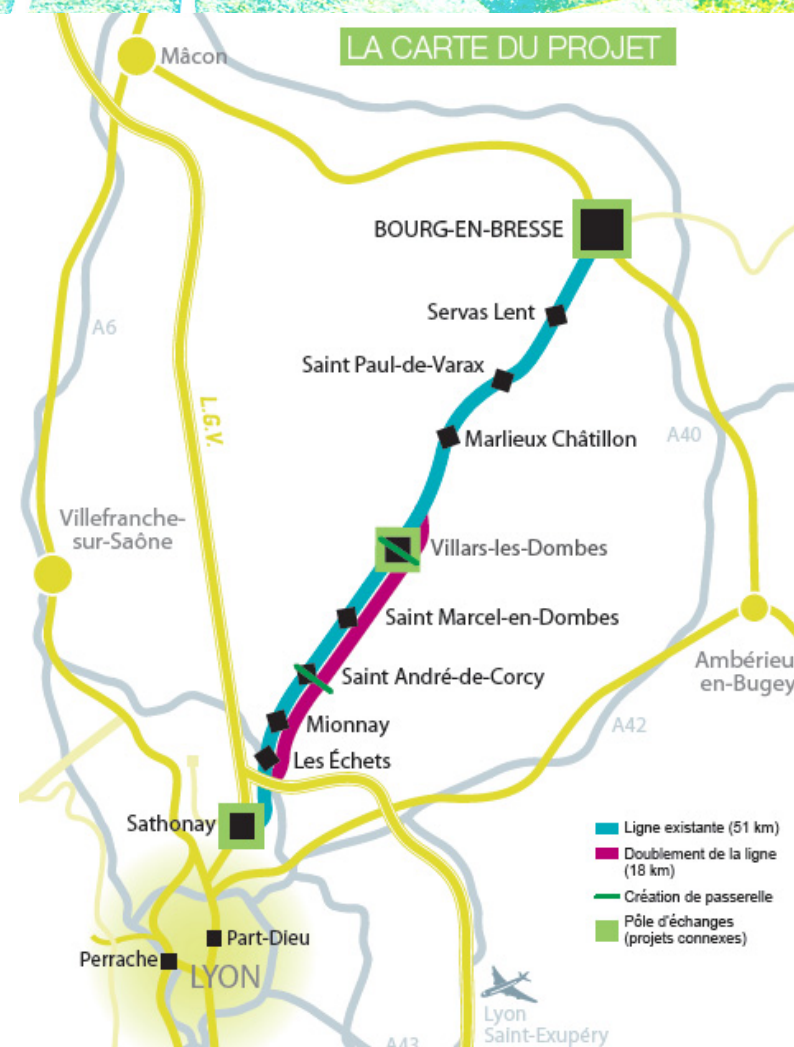 LA CARTE DU PROJET
Mâcon
BOURG-EN-BRESSE
Servas Lent
A6
Saint Paul-de-Varax
L.G.V.
Marlieux Châtillon
A40
Villefranche-
sur-Saône
Villars-les-Dombes
Saint Marcel-en-Dombes
Saint André-de-Corcy
Ambérieu
en-Bugey
Mionnay
A42
Les Échets
Sathonay
Ligne existante (51 km)
Doublement de la ligne
(18 km)
Création de passerelle
Pôle d'échanges
(projets connexes)
Part-Dieu
Perrache
LYON
Lyon
Saint-Exupéry
A43